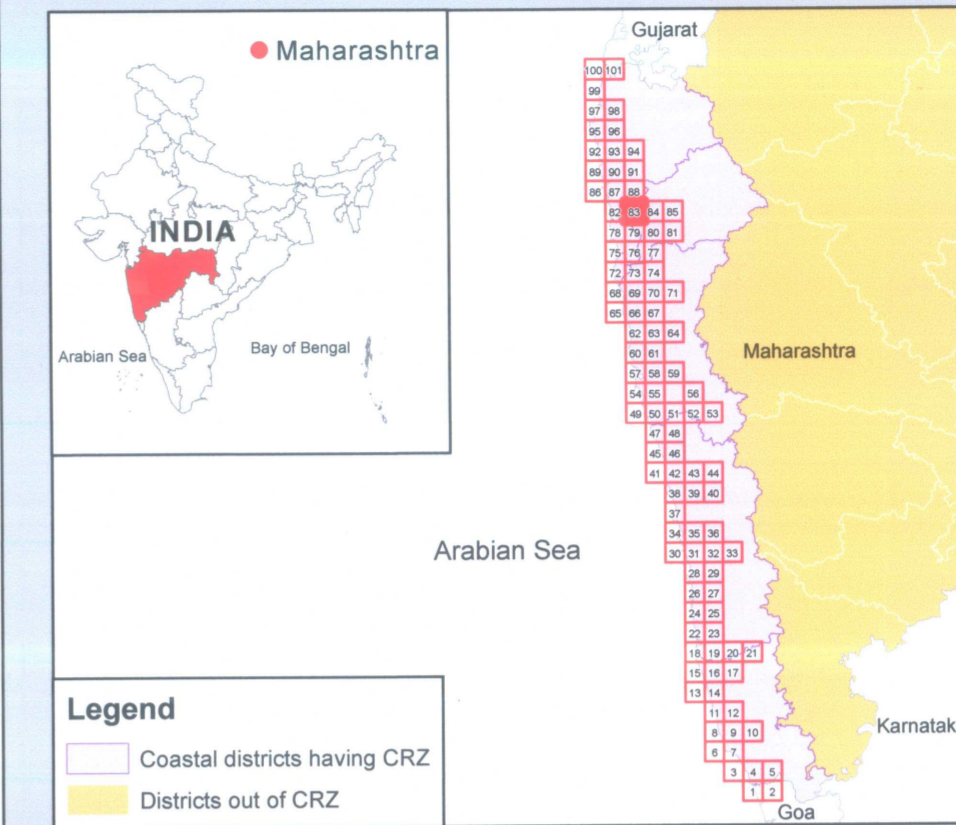 Maharashtra
INDIA
Arabian Sea
Bay of Bengal
Gujarat
100 101
99
97 98
95 96
92 93 94
89 90 91
86 87 88
82 83 84 85
78 79 80 81
75 76 77
72 73 74
68 69 70 71
65 66 67
62 63 64
60 61
Maharashtra
57 58 59
54 55 56
49 50 51 52 53
47 48
45 46
41 42 43 44
38 39 40
37
34 35 36
Arabian Sea
30 31 32 33
28 29
26 27
24 25
22 23
18 19 20 21
15 16 17
13 14
11 12
8 9 10
Karnatak
6 7
3 4 5
1 2
Goa
Legend
Coastal districts having CRZ
Districts out of CRZ